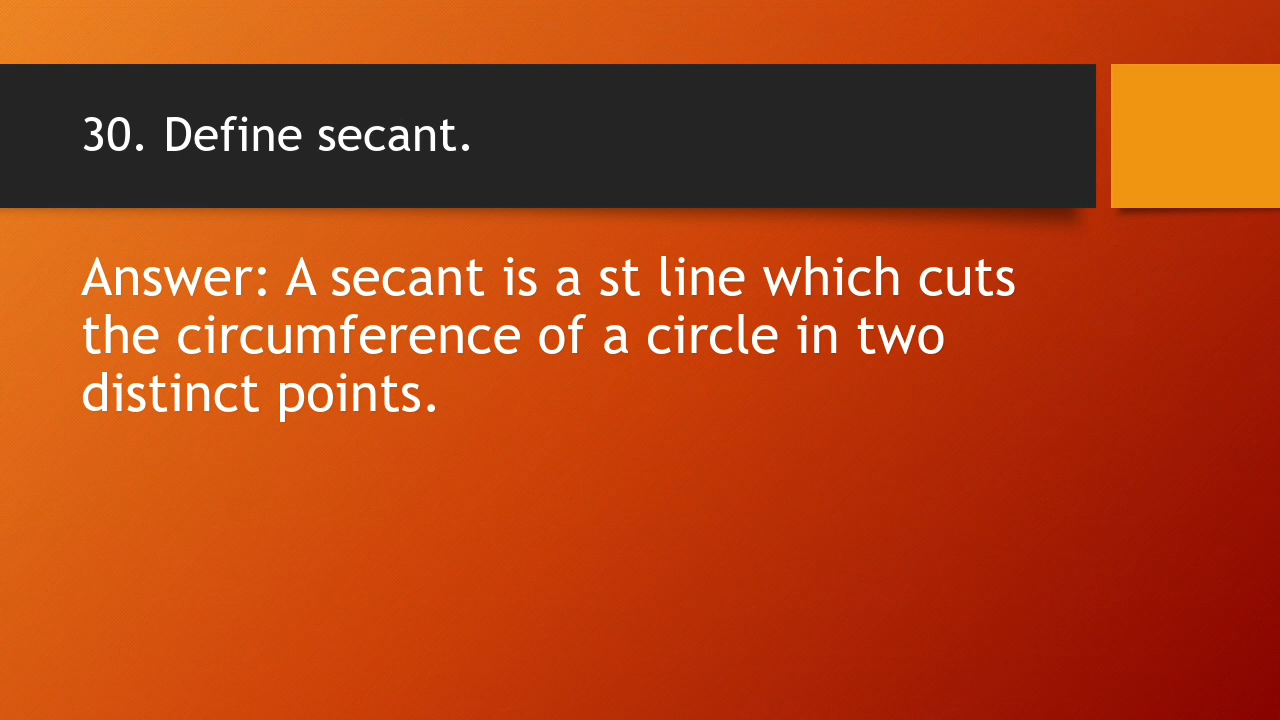 30. Define secant.
Answer: A secant is a st line which cuts
the circumference of a circle in two
distinct points.